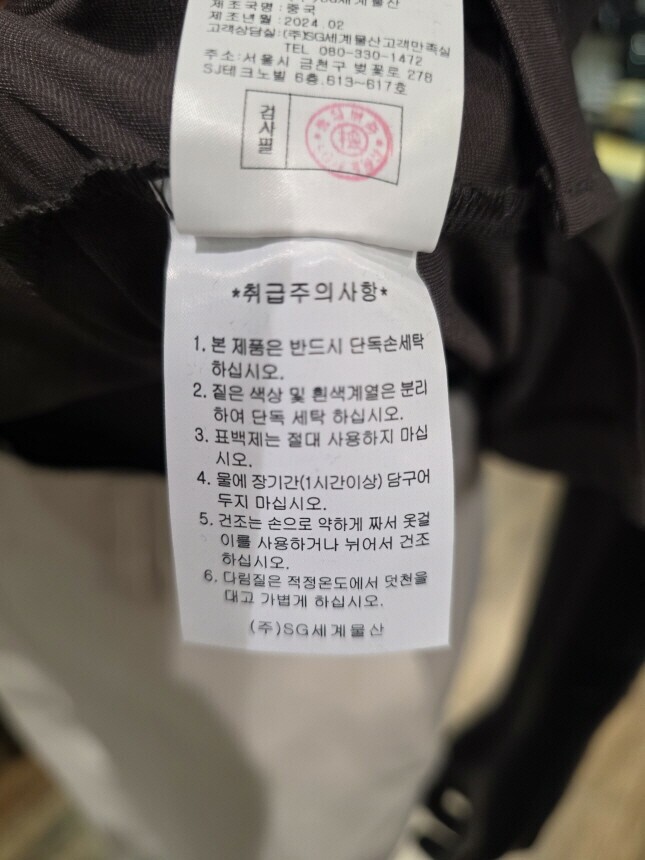 SG세계물산
제조국명 : 중국
제조년월 : 2024.02
고객상담실 : (주)SG세계물산고객만족실
TEL 080-330-1472
주소: 서울시 금천구 벚꽃로 278
SJ테크노빌 6층.613~617호
검사필
檢
*취급주의사항*
1. 본 제품은 반드시 단독손세탁
하십시오.
2. 짙은 색상 및 흰색계열은 분리
하여 단독 세탁 하십시오.
3. 표백제는 절대 사용하지 마십
시오.
4. 물에 장기간(1시간이상) 담구어
두지 마십시오.
5. 건조는 손으로 약하게 짜서 옷걸
이를 사용하거나 뉘어서 건조
하십시오.
6. 다림질은 적정온도에서 덧천을
대고 가볍게 하십시오.
(주)SG세계물산